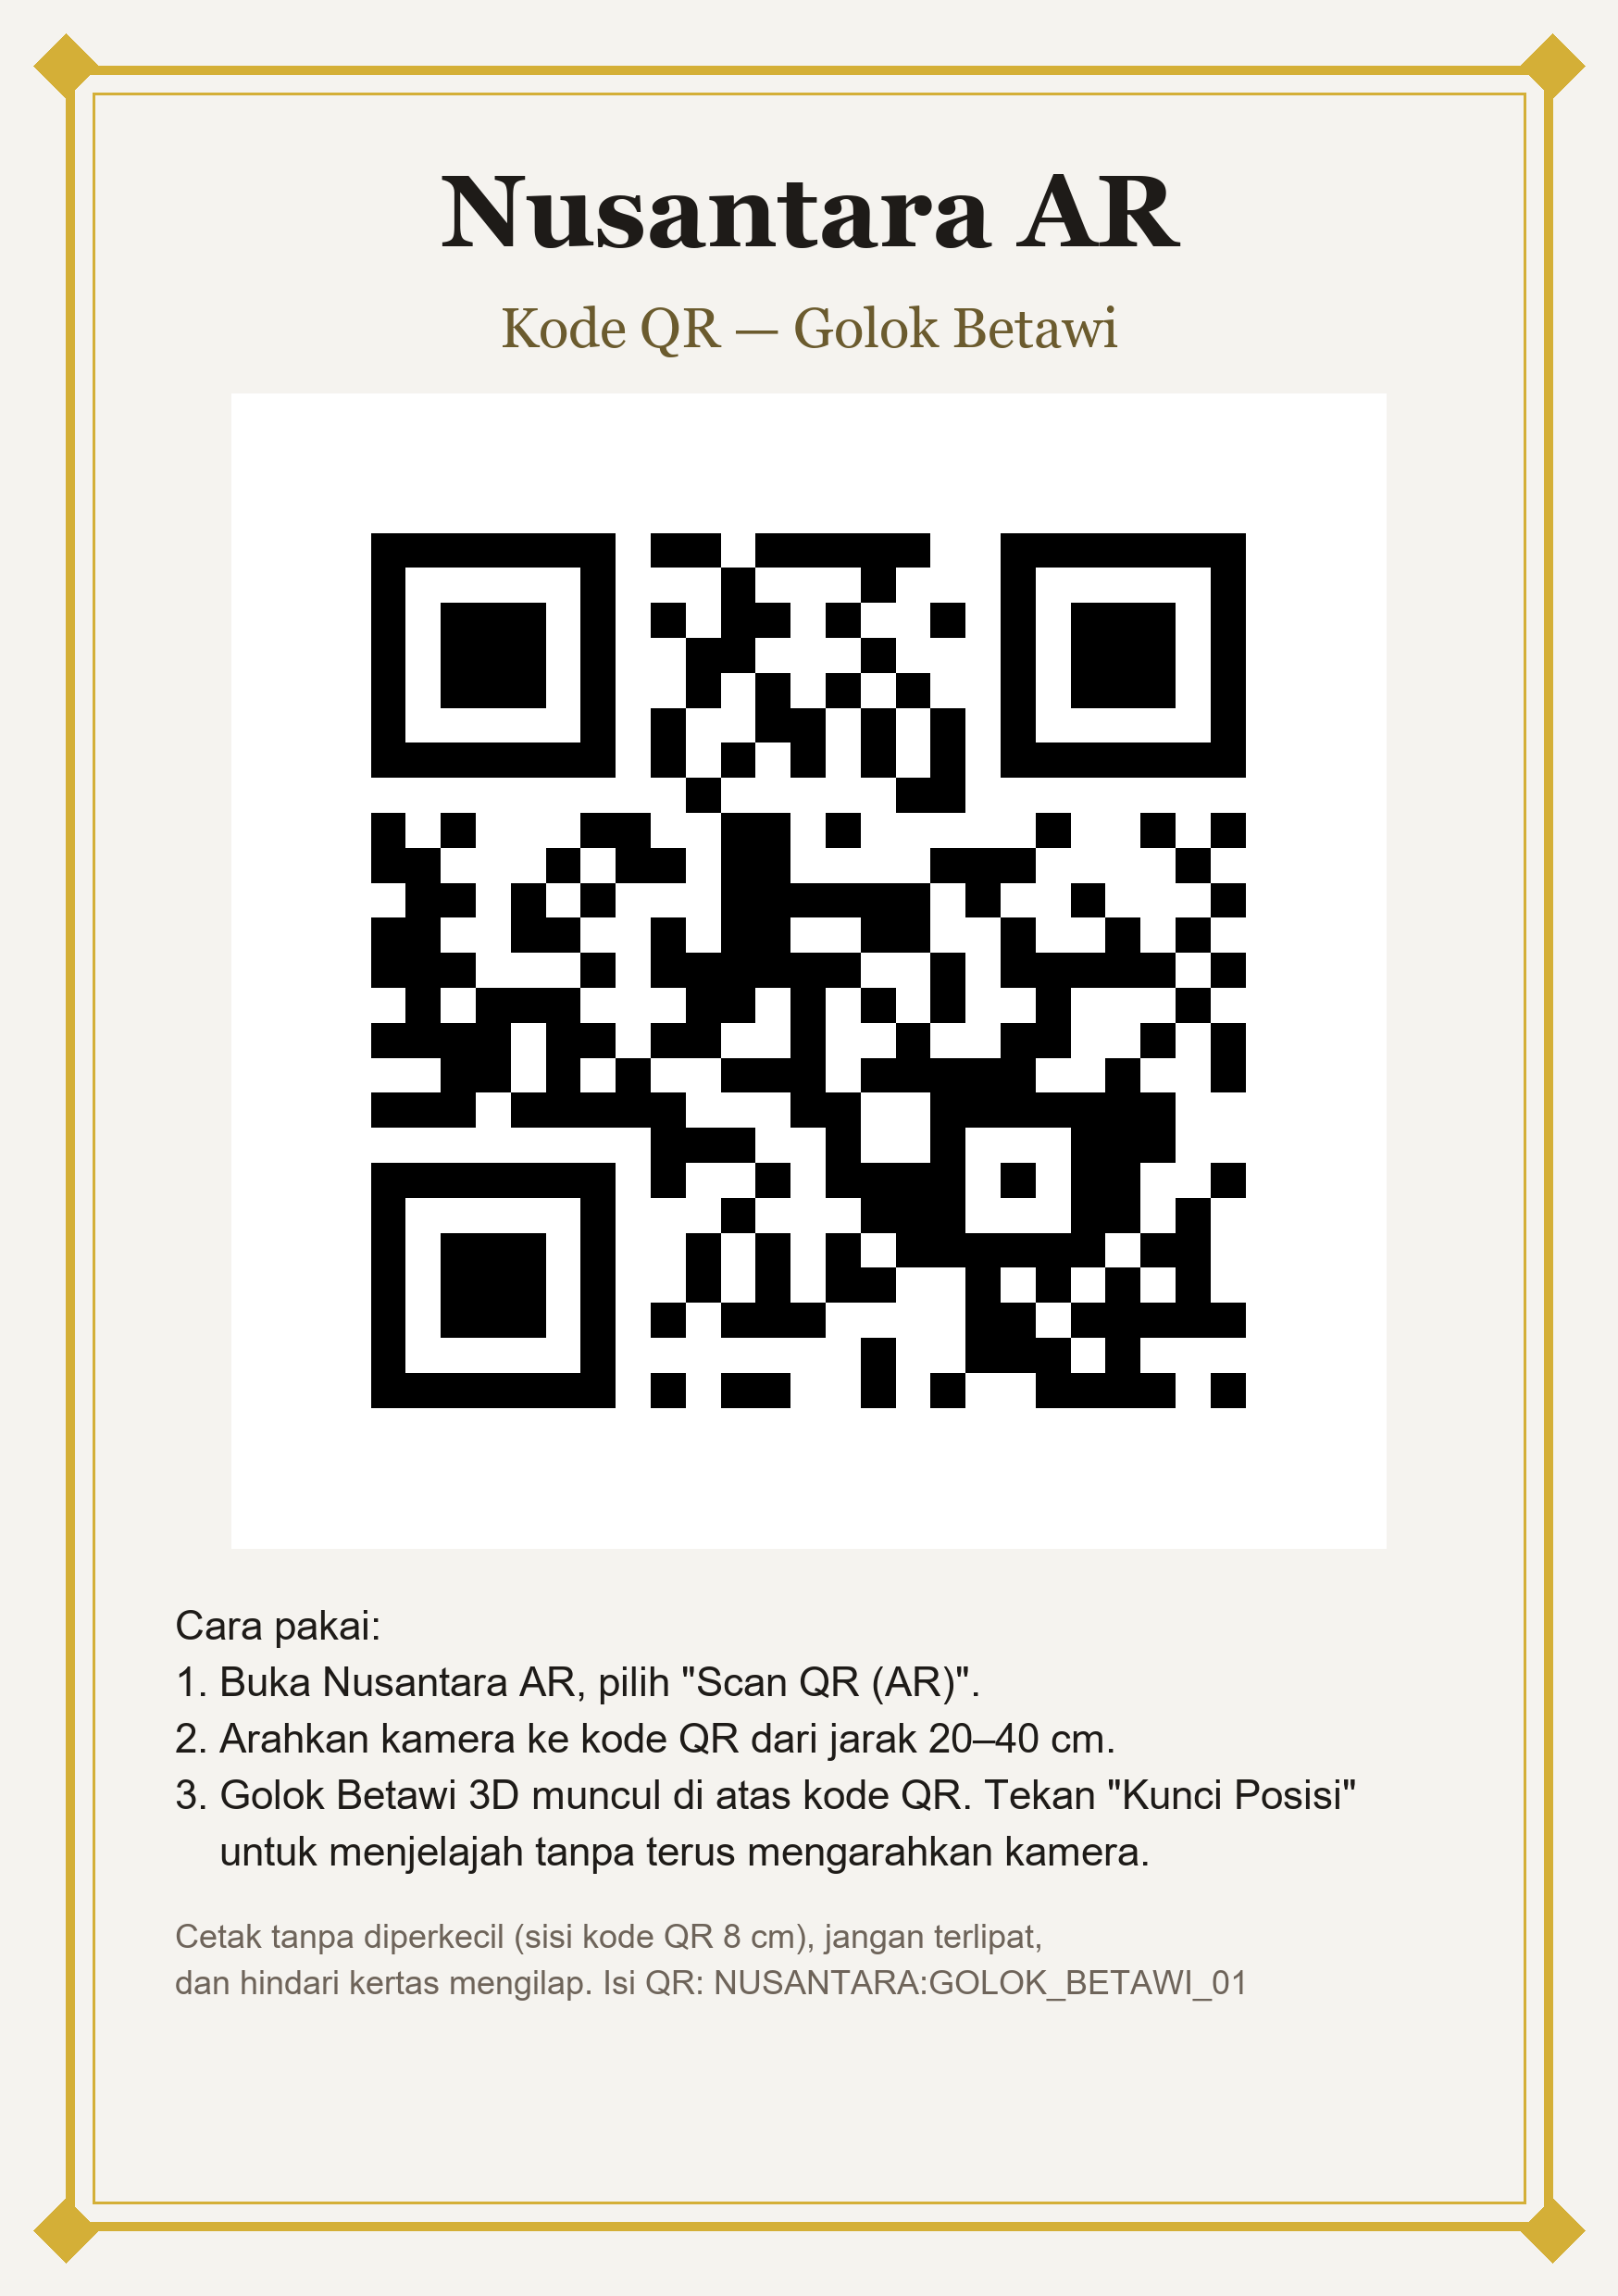 Nusantara AR
Kode QR — Golok Betawi
Cara pakai:
1. Buka Nusantara AR, pilih "Scan QR (AR)".
2. Arahkan kamera ke kode QR dari jarak 20–40 cm.
3. Golok Betawi 3D muncul di atas kode QR. Tekan "Kunci Posisi"
untuk menjelajah tanpa terus mengarahkan kamera.
Cetak tanpa diperkecil (sisi kode QR 8 cm), jangan terlipat,
dan hindari kertas mengilap. Isi QR: NUSANTARA:GOLOK_BETAWI_01